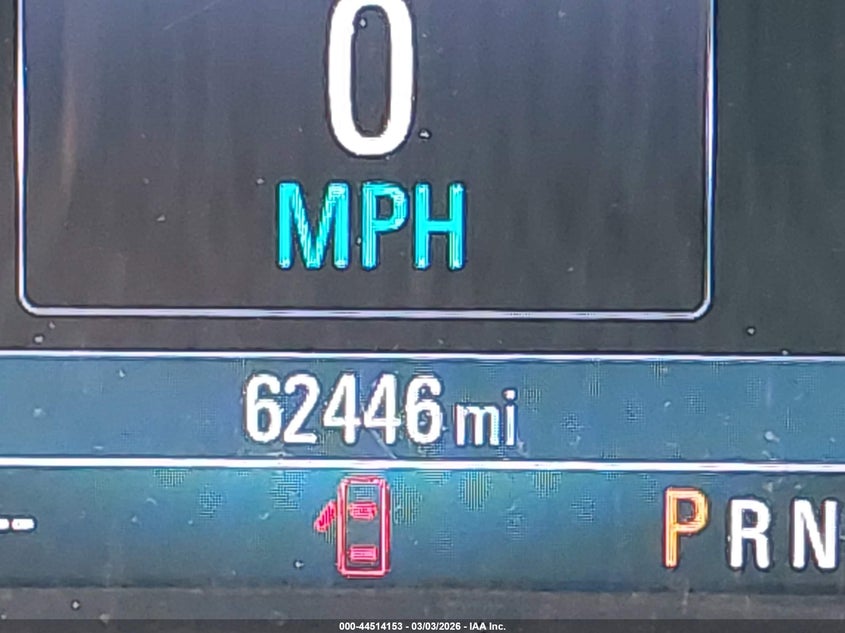 0
MPH
62446 mi
-- P R N
000-44514153 - 03/03/2026 - IAA Inc.